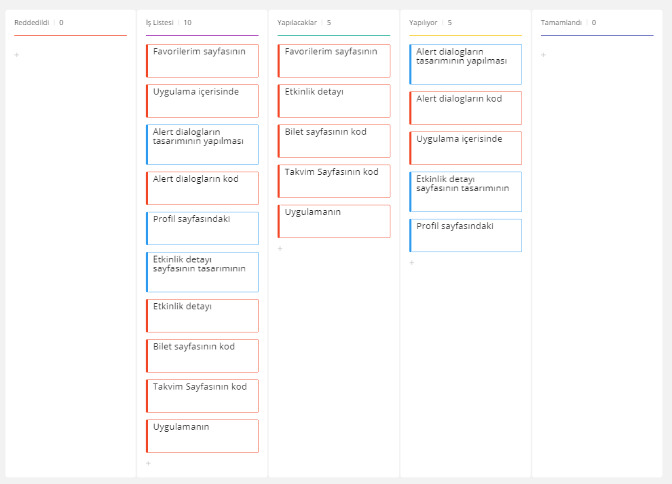 Reddedildi | 0
+
İş Listesi | 10
Favorilerim sayfasının
Uygulama içerisinde
Alert dialogların
tasarımının yapılması
Alert dialogların kod
Profil sayfasındaki
Etkinlik detayı
sayfasının tasarımının
Etkinlik detayı
Bilet sayfasının kod
Takvim Sayfasının kod
Uygulamanın
+
Yapılacaklar | 5
Favorilerim sayfasının
Etkinlik detayı
Bilet sayfasının kod
Takvim Sayfasının kod
Uygulamanın
+
Yapılıyor | 5
Alert dialogların
tasarımının yapılması
Alert dialogların kod
Uygulama içerisinde
Etkinlik detayı
sayfasının tasarımının
Profil sayfasındaki
+
Tamamlandı | 0
+